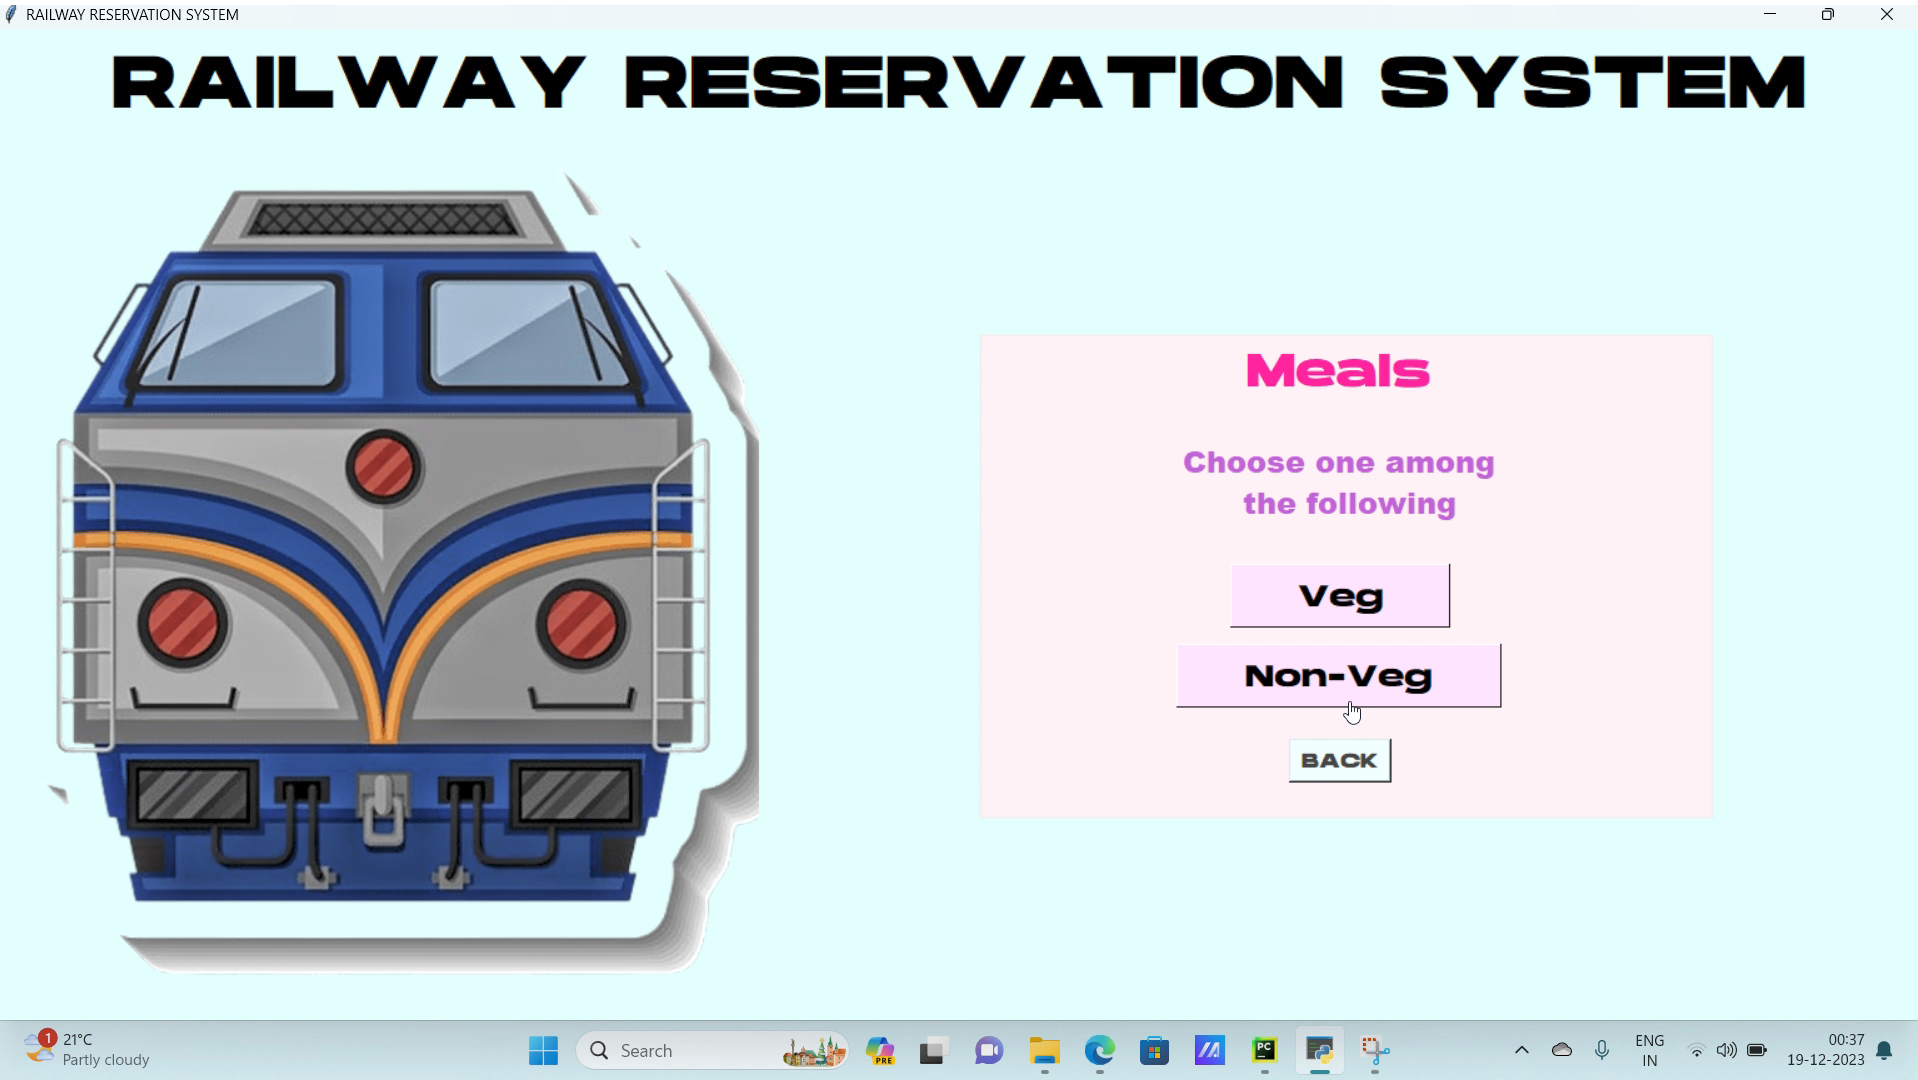 RAILWAY RESERVATION SYSTEM
RAILWAY RESERVATION SYSTEM
Meals
Choose one among
the following
Veg
Non-Veg
BACK
1
21°C
Partly cloudy
Search
PRE
PC
ENG
IN
00:37
19-12-2023